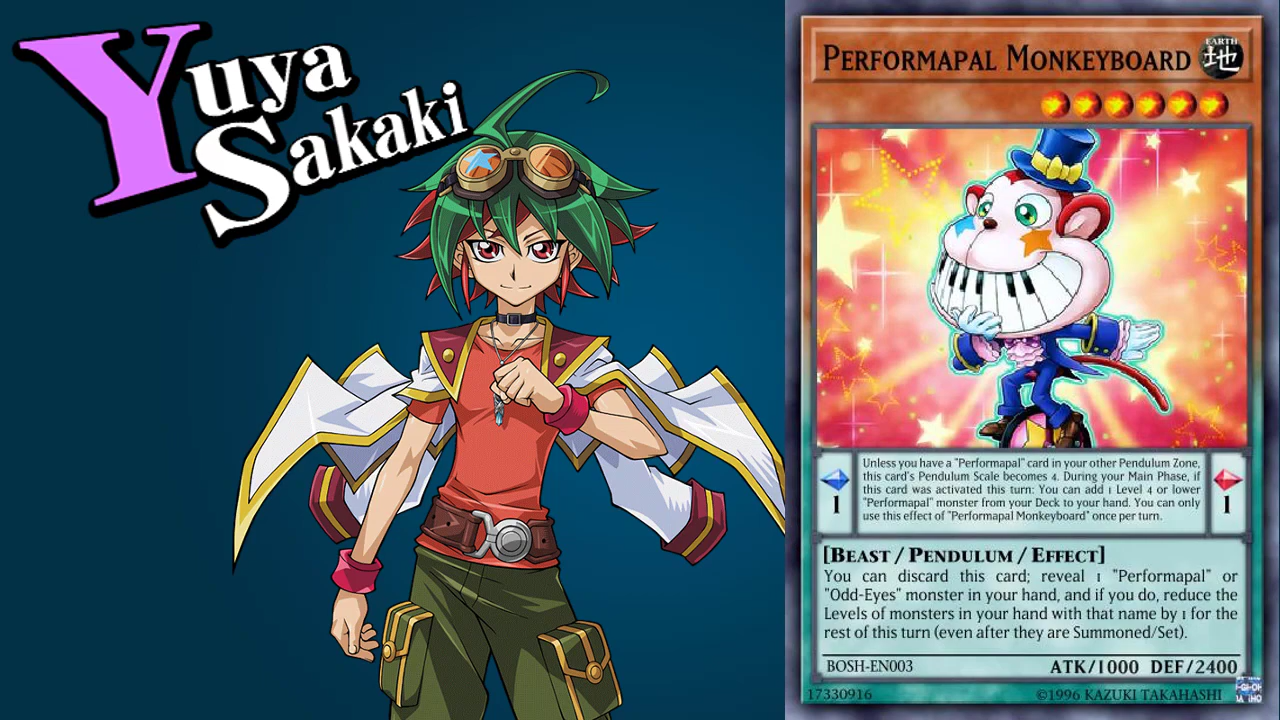 Yuya
Sakaki
PERFORMAPAL MONKEYBOARD
EARTH
地
Unless you have a "Performapal" card in your other Pendulum Zone,
this card's Pendulum Scale becomes 4. During your Main Phase, if
this card was activated this turn: You can add 1 Level 4 or lower
"Performapal" monster from your Deck to your hand. You can only
use this effect of "Performapal Monkeyboard" once per turn.
1
1
[BEAST / PENDULUM / EFFECT]
You can discard this card; reveal 1 "Performapal" or
"Odd-Eyes" monster in your hand, and if you do, reduce the
Levels of monsters in your hand with that name by 1 for the
rest of this turn (even after they are Summoned/Set).
BOSH-EN003
ATK/1000 DEF/2400
17330916
©1996 KAZUKI TAKAHASHI